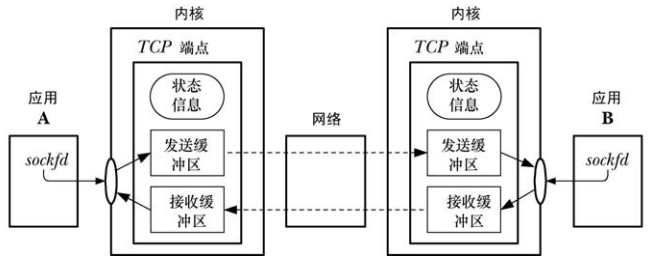 内核
内核
TCP 端点
TCP 端点
应用
A
sockfd
状态
信息
发送缓
冲区
接收缓
冲区
网络
状态
信息
发送缓
冲区
接收缓
冲区
应用
B
sockfd